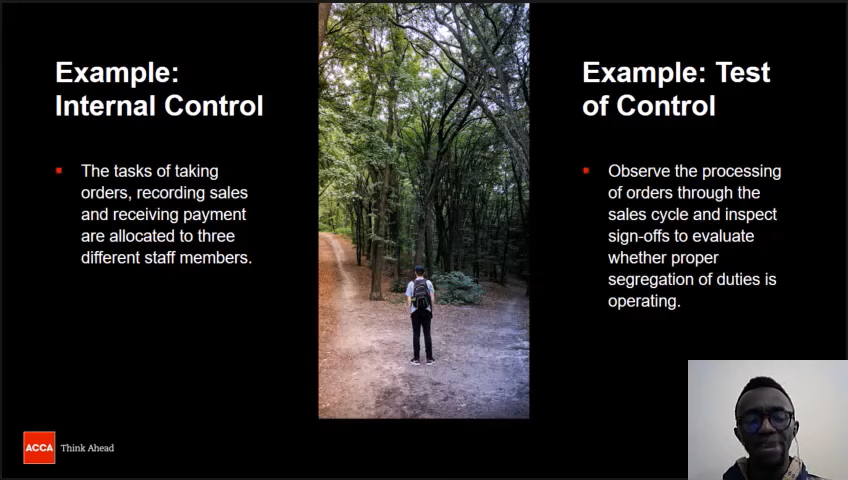 Example:
Internal Control
▪ The tasks of taking
orders, recording sales
and receiving payment
are allocated to three
different staff members.
Example: Test
of Control
▪ Observe the processing
of orders through the
sales cycle and inspect
sign-offs to evaluate
whether proper
segregation of duties is
operating.
ACCA Think Ahead